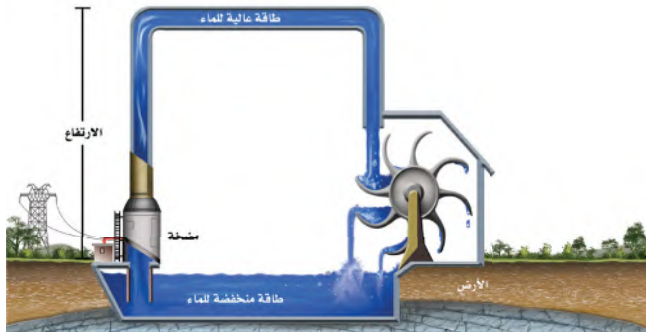 طاقة عالية للماء
الارتفاع
مضخة
الأرض
طاقة منخفضة للماء